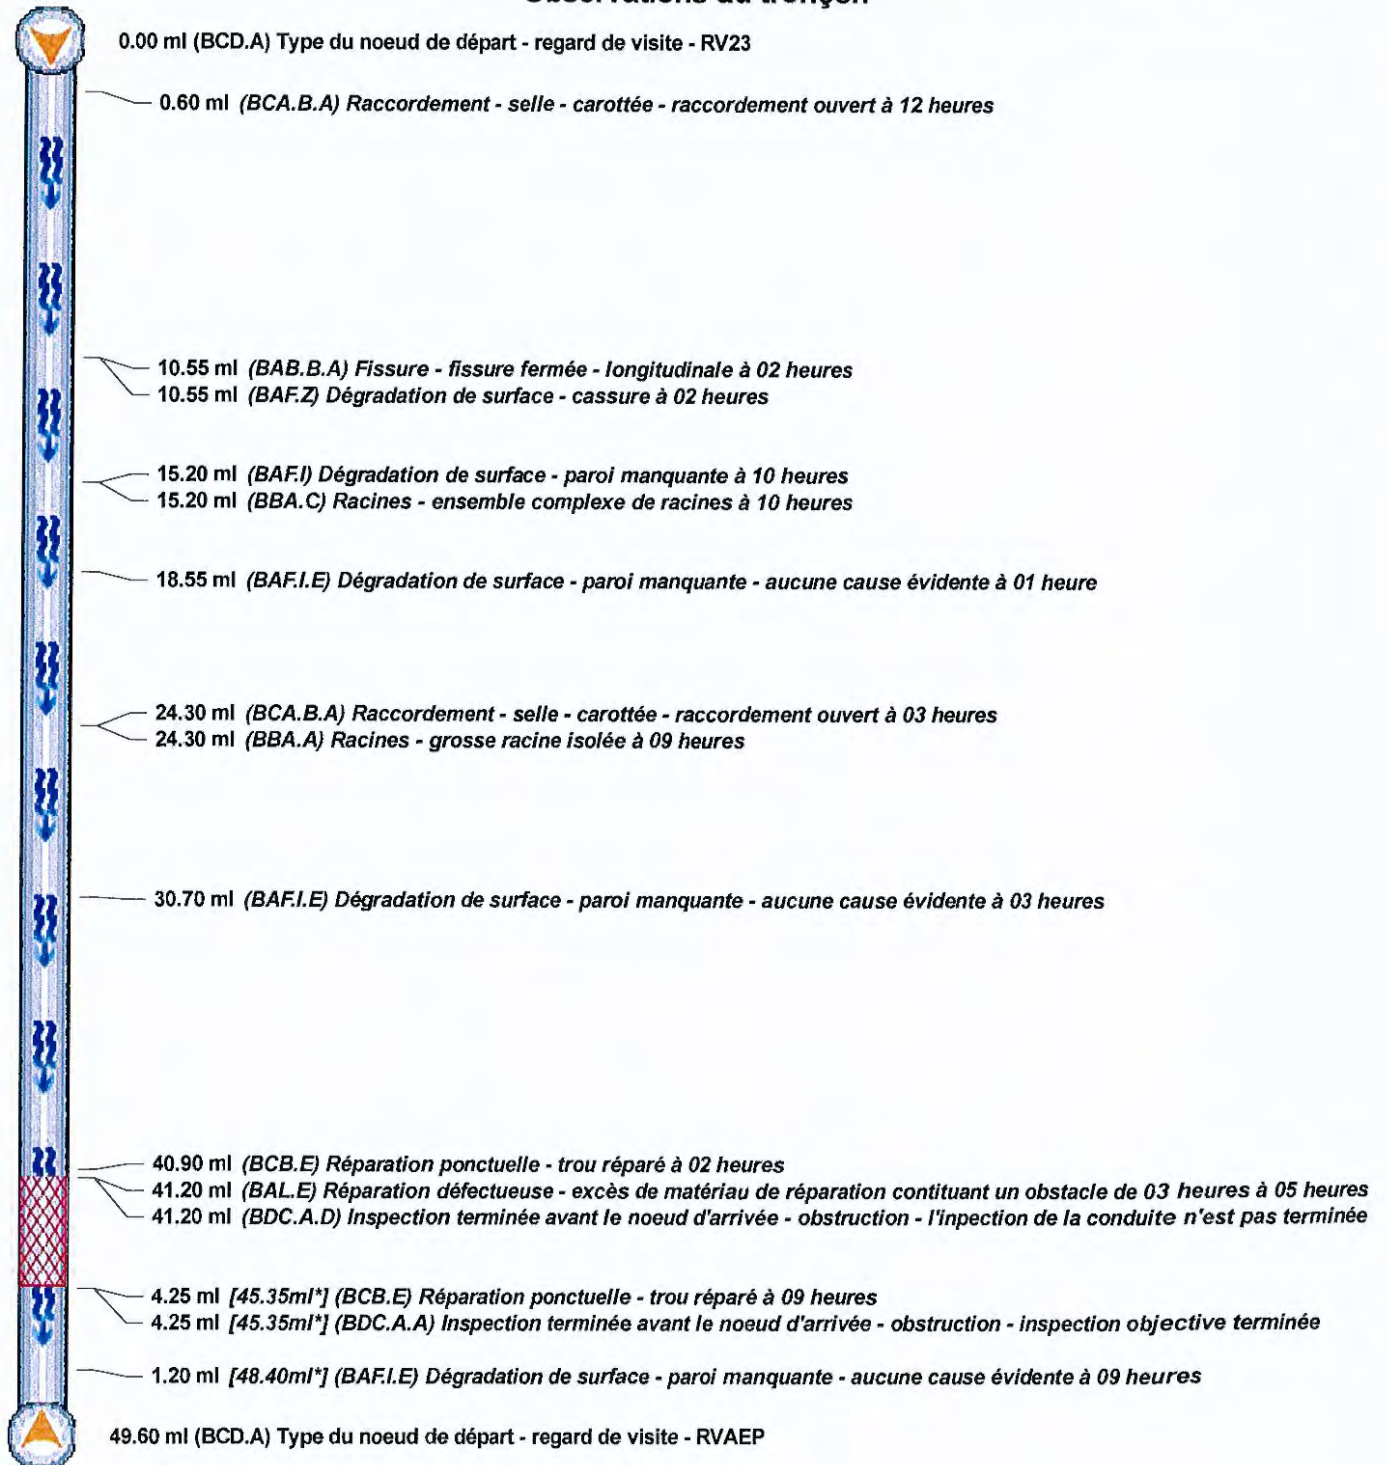 Observations du tronçon
0.00 ml (BCD.A) Type du noeud de départ - regard de visite - RV23
0.60 ml (BCA.B.A) Raccordement - selle - carottée - raccordement ouvert à 12 heures
10.55 ml (BAB.B.A) Fissure - fissure fermée - longitudinale à 02 heures
10.55 ml (BAF.Z) Dégradation de surface - cassure à 02 heures
15.20 ml (BAF.I) Dégradation de surface - paroi manquante à 10 heures
15.20 ml (BBA.C) Racines - ensemble complexe de racines à 10 heures
18.55 ml (BAF.I.E) Dégradation de surface - paroi manquante - aucune cause évidente à 01 heure
24.30 ml (BCA.B.A) Raccordement - selle - carottée - raccordement ouvert à 03 heures
24.30 ml (BBA.A) Racines - grosse racine isolée à 09 heures
30.70 ml (BAF.I.E) Dégradation de surface - paroi manquante - aucune cause évidente à 03 heures
40.90 ml (BCB.E) Réparation ponctuelle - trou réparé à 02 heures
41.20 ml (BAL.E) Réparation défectueuse - excès de matériau de réparation contituant un obstacle de 03 heures à 05 heures
41.20 ml (BDC.A.D) Inspection terminée avant le noeud d'arrivée - obstruction - l'inpection de la conduite n'est pas terminée
4.25 ml [45.35ml*] (BCB.E) Réparation ponctuelle - trou réparé à 09 heures
4.25 ml [45.35ml*] (BDC.A.A) Inspection terminée avant le noeud d'arrivée - obstruction - inspection objective terminée
1.20 ml [48.40ml*] (BAF.I.E) Dégradation de surface - paroi manquante - aucune cause évidente à 09 heures
49.60 ml (BCD.A) Type du noeud de départ - regard de visite - RVAEP